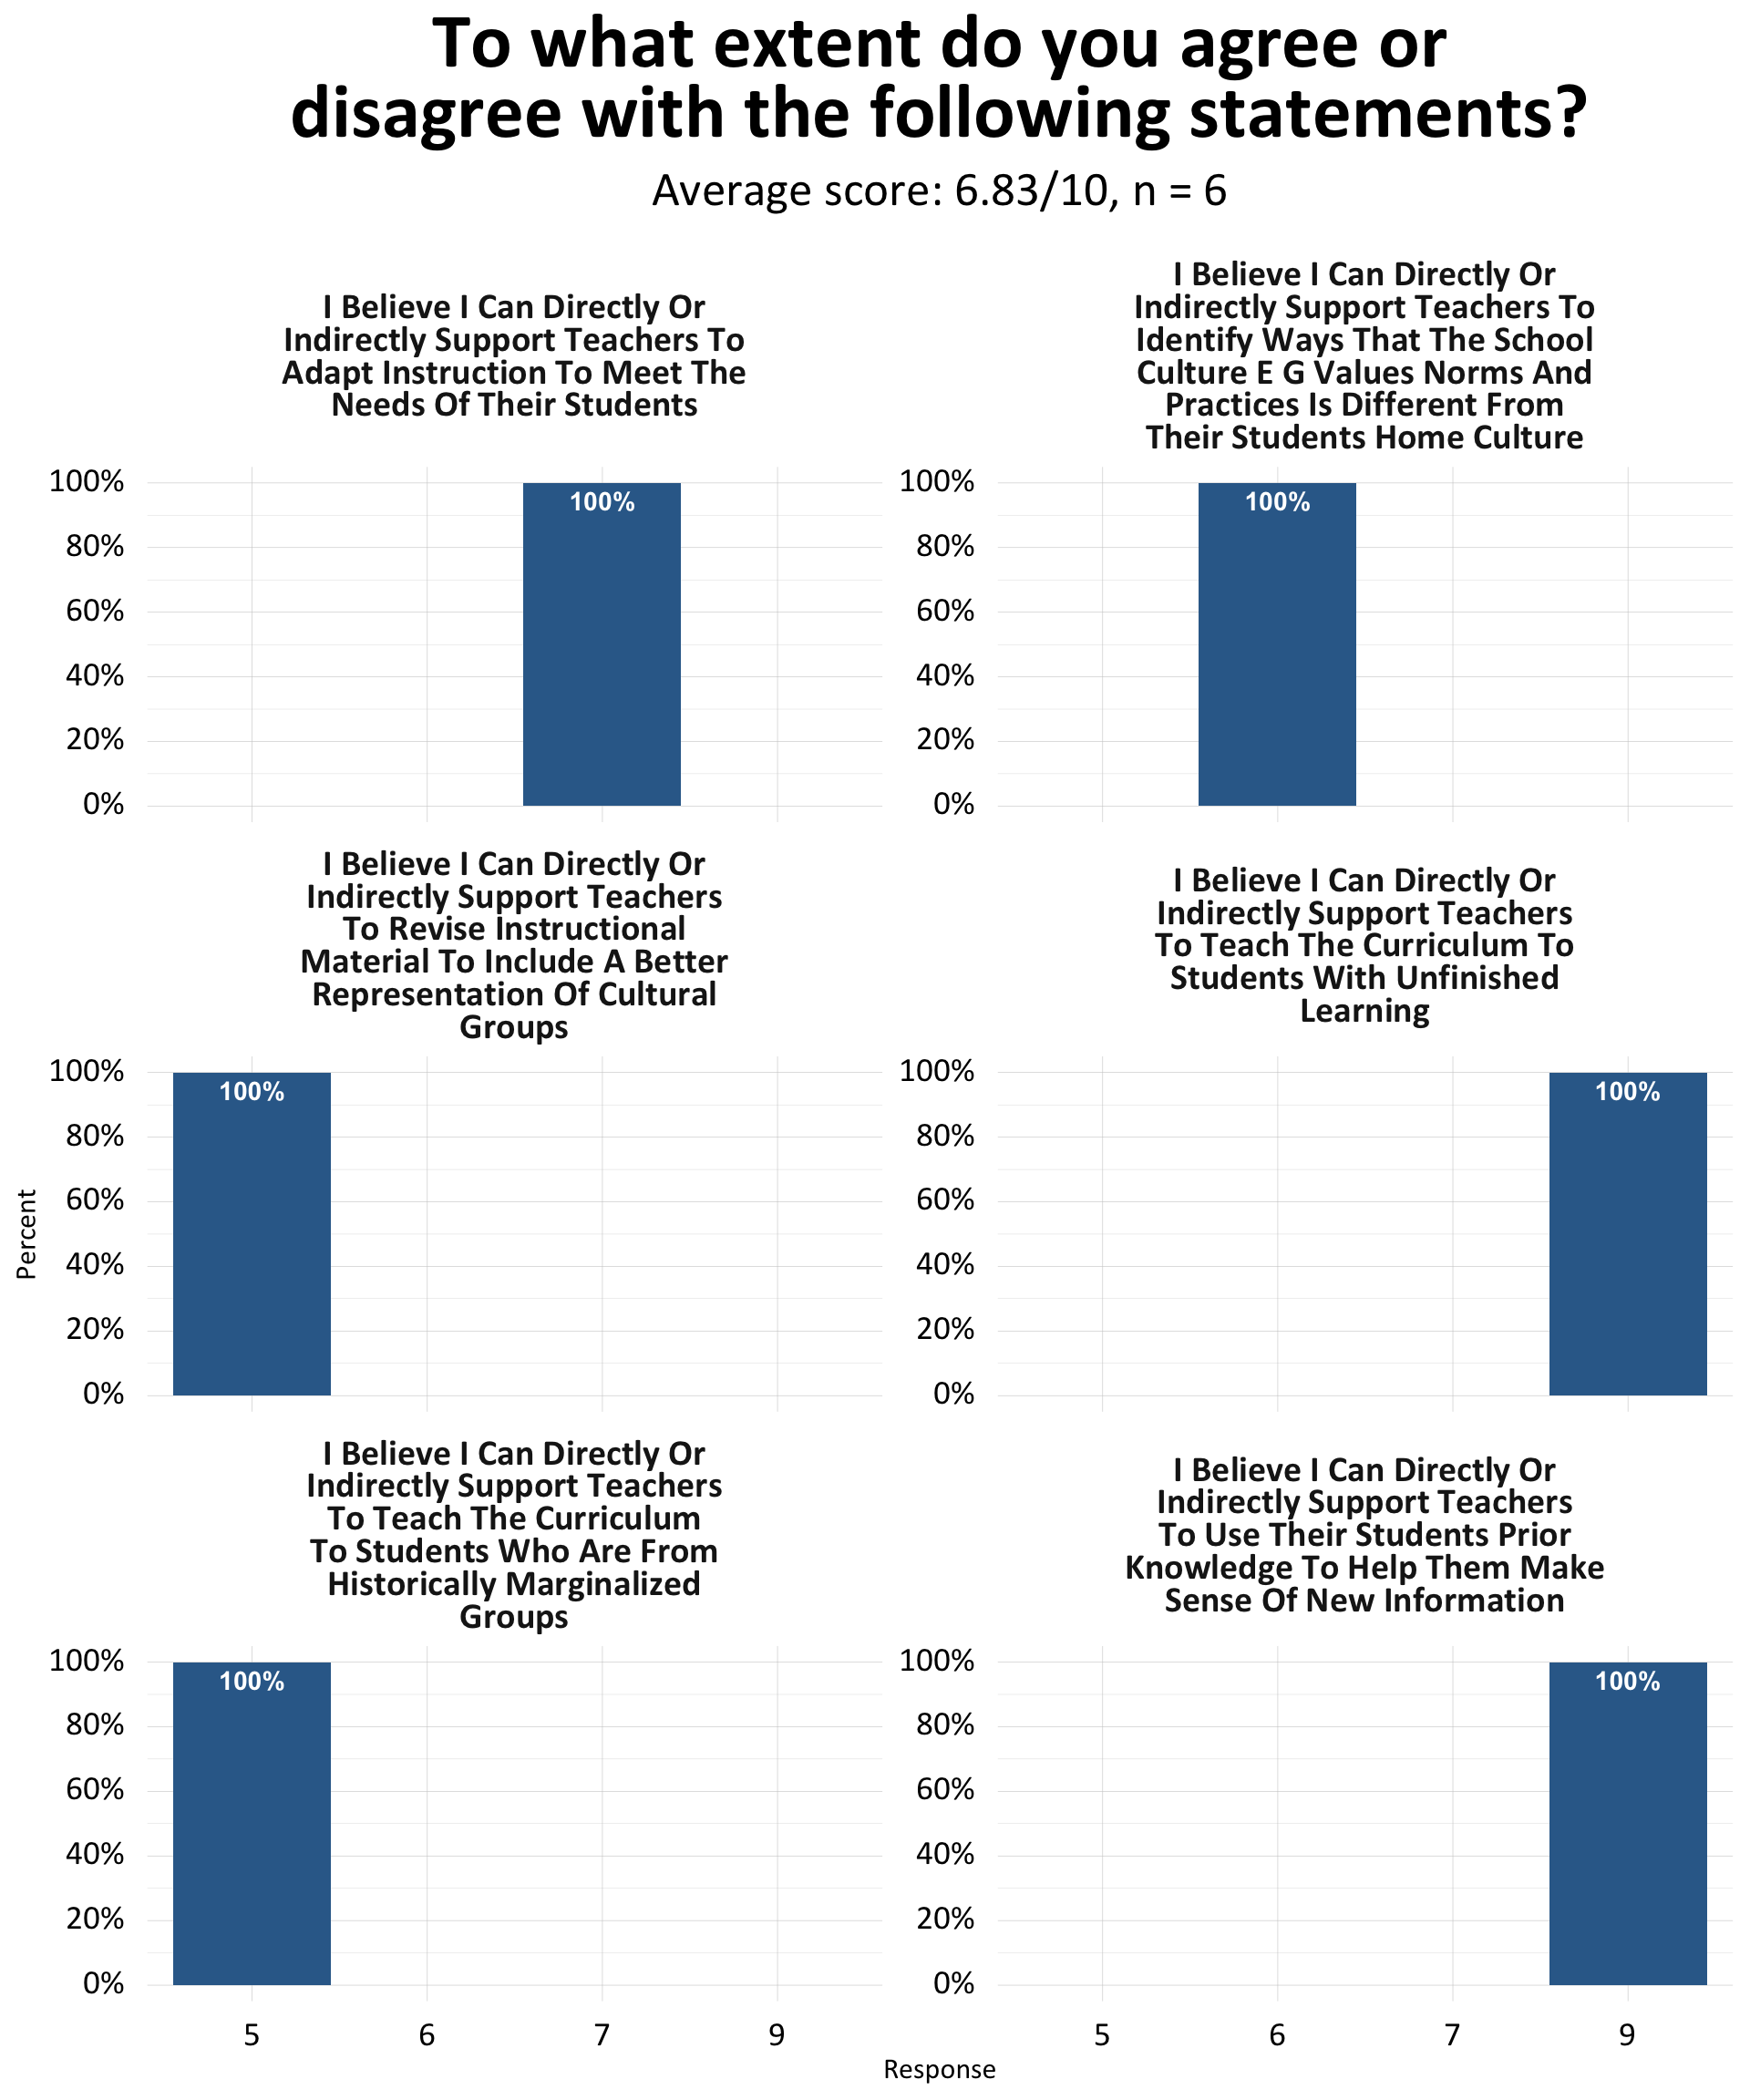 To what extent do you agree or
disagree with the following statements?
Average score: 6.83/10, n = 6
I Believe I Can Directly Or
Indirectly Support Teachers To
Adapt Instruction To Meet The
Needs Of Their Students
100%
80%
60%
40%
20%
0%
100%
I Believe I Can Directly Or
Indirectly Support Teachers To
Identify Ways That The School
Culture E G Values Norms And
Practices Is Different From
Their Students Home Culture
100%
80%
60%
40%
20%
0%
100%
I Believe I Can Directly Or
Indirectly Support Teachers
To Revise Instructional
Material To Include A Better
Representation Of Cultural
Groups
100%
80%
60%
40%
20%
0%
100%
I Believe I Can Directly Or
Indirectly Support Teachers
To Teach The Curriculum To
Students With Unfinished
Learning
100%
80%
60%
40%
20%
0%
100%
Percent
I Believe I Can Directly Or
Indirectly Support Teachers
To Teach The Curriculum
To Students Who Are From
Historically Marginalized
Groups
100%
80%
60%
40%
20%
0%
100%
I Believe I Can Directly Or
Indirectly Support Teachers
To Use Their Students Prior
Knowledge To Help Them Make
Sense Of New Information
100%
80%
60%
40%
20%
0%
100%
5 6 7 9
5 6 7 9
Response